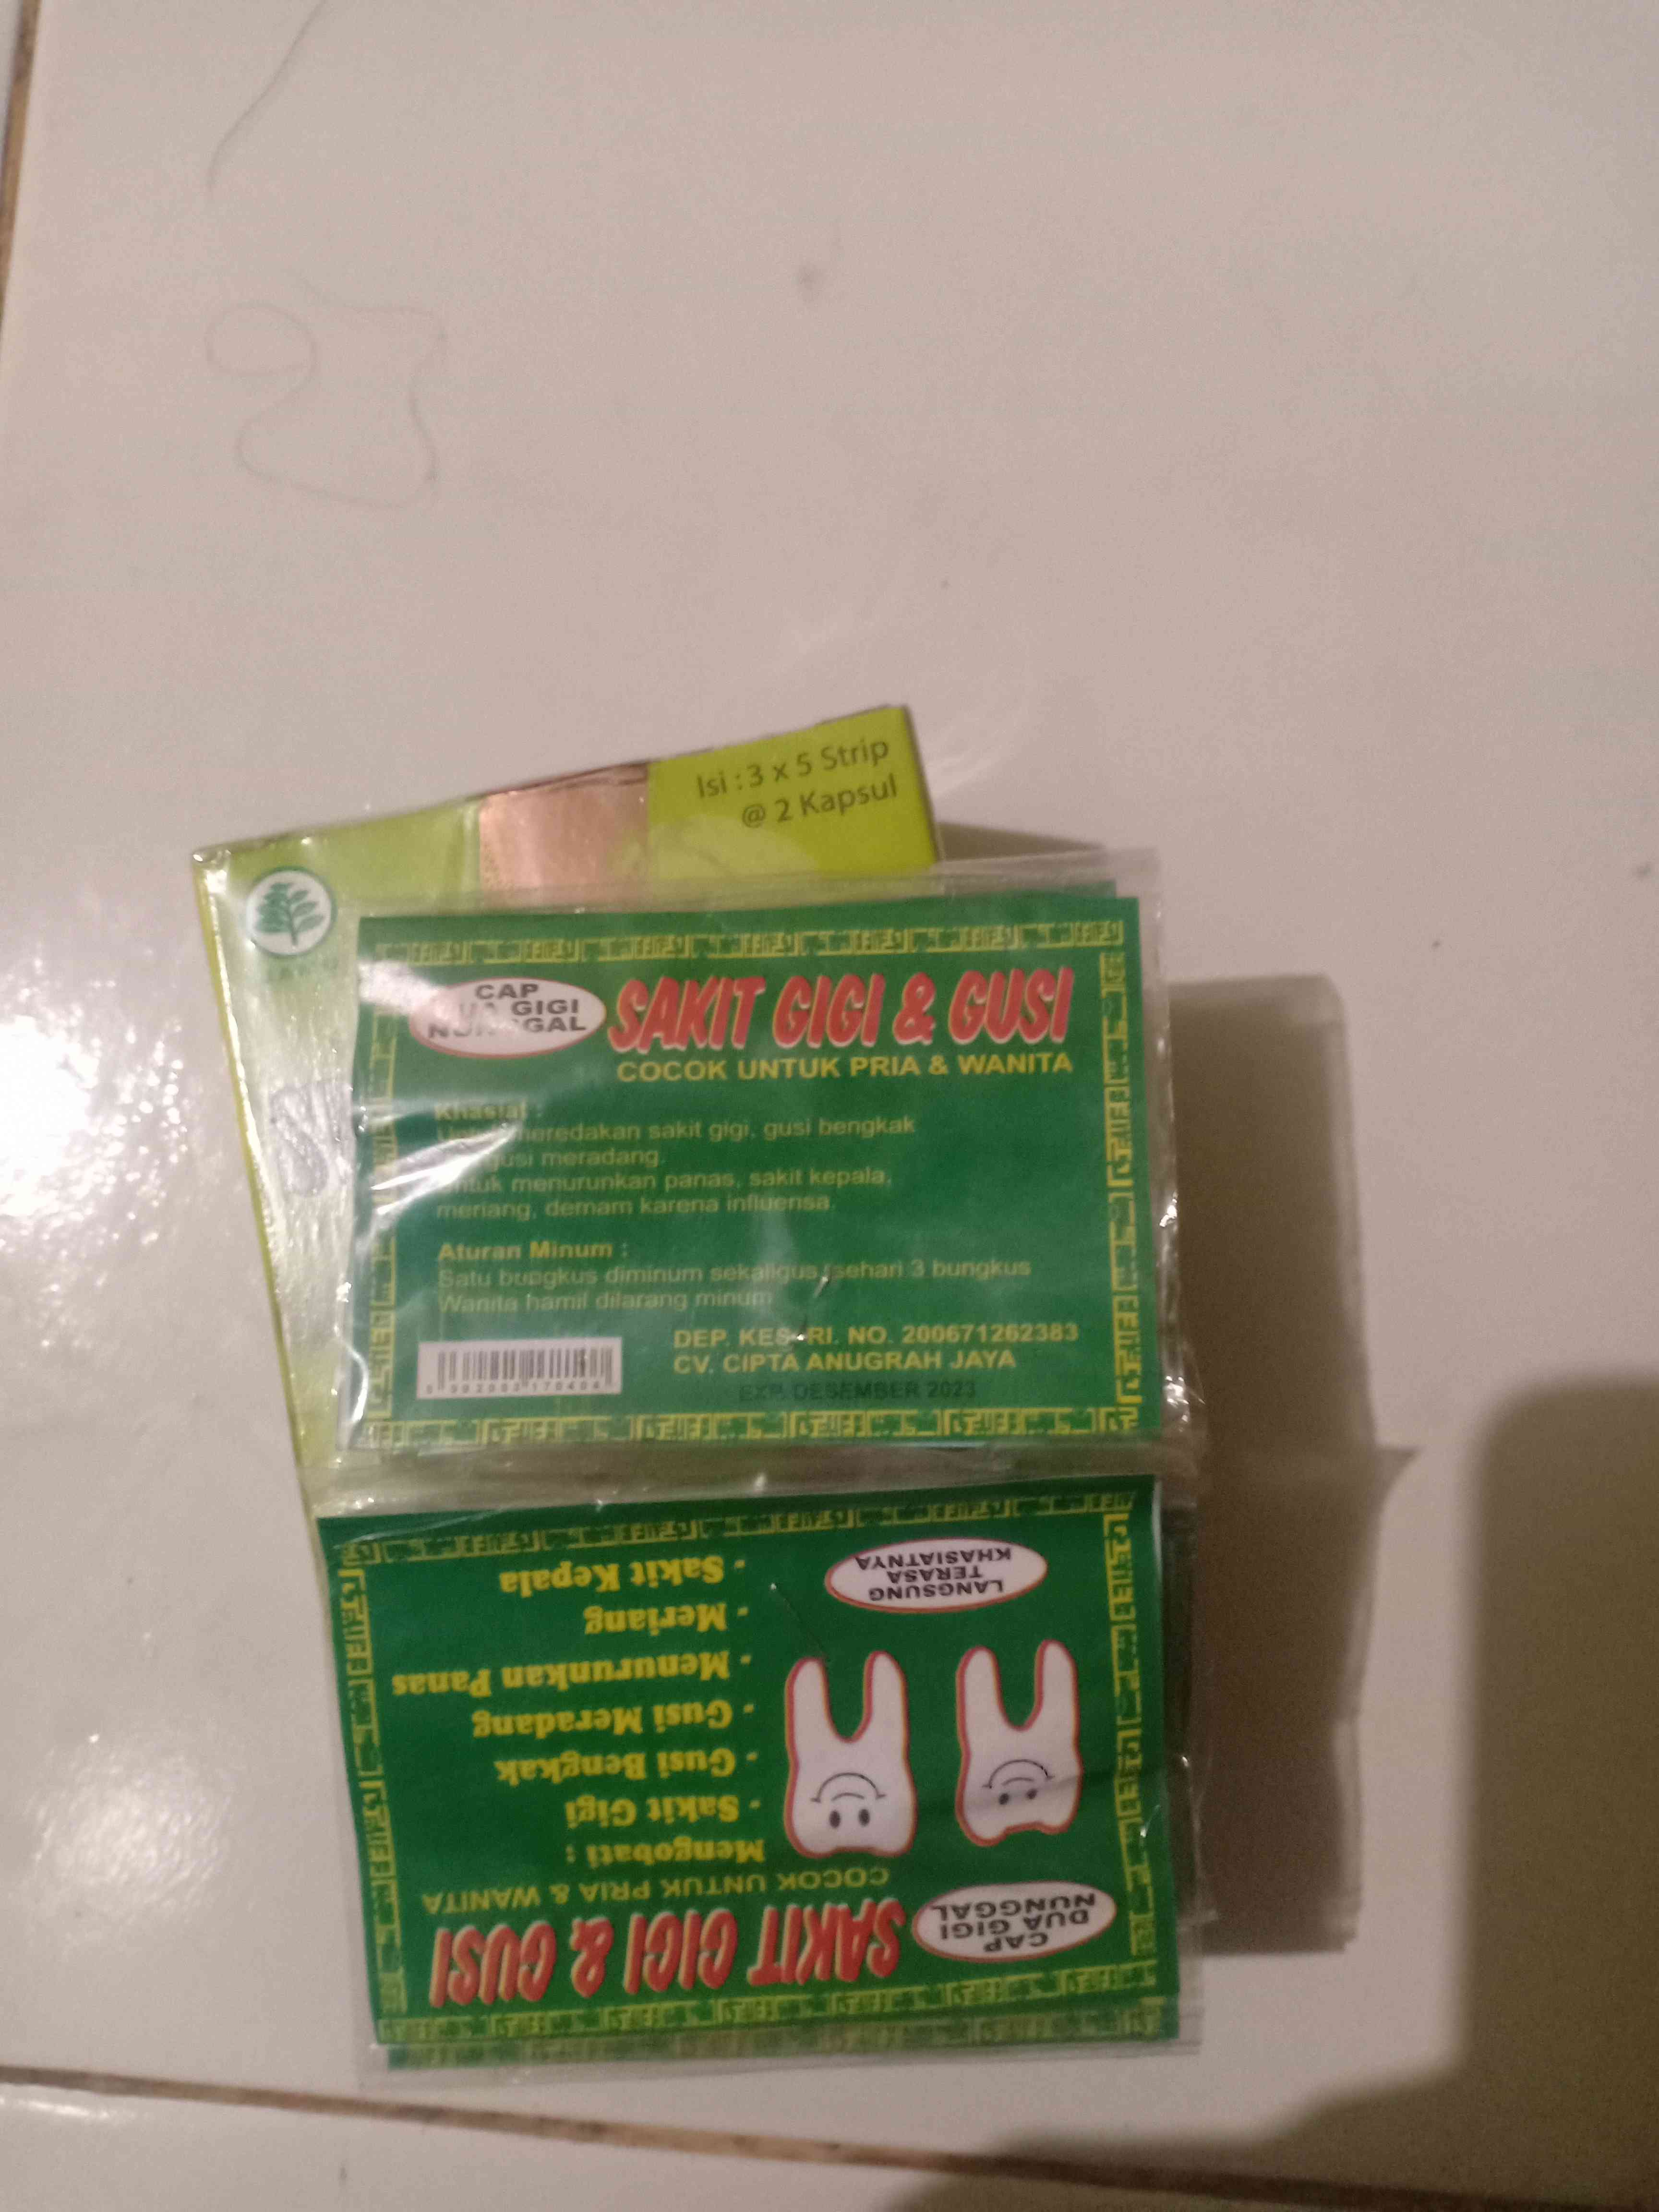 Isi : 3 x 5 Strip
@ 2 Kapsul
CAP
GIGI
SAKIT GIGI & GUSI
COCOK UNTUK PRIA & WANITA
Khasiat :
meredakan sakit gigi, gusi bengkak
gusi meradang.
untuk menurunkan panas, sakit kepala,
meriang, demam karena influensa.
Aturan Minum :
Satu bungkus diminum sekaligus, sehari 3 bungkus
Wanita hamil dilarang minum
DEP. KES. RI. NO. 200671262383
CV. CIPTA ANUGRAH JAYA
EXP. DESEMBER 2023
CAP
DUA GIGI
NUNGGAL
SAKIT GIGI & GUSI
COCOK UNTUK PRIA & WANITA
Mengobati :
- Sakit Gigi
- Gusi Bengkak
- Gusi Meradang
- Menurunkan Panas
- Meriang
- Sakit Kepala
LANGSUNG
TERASA
KHASIATNYA